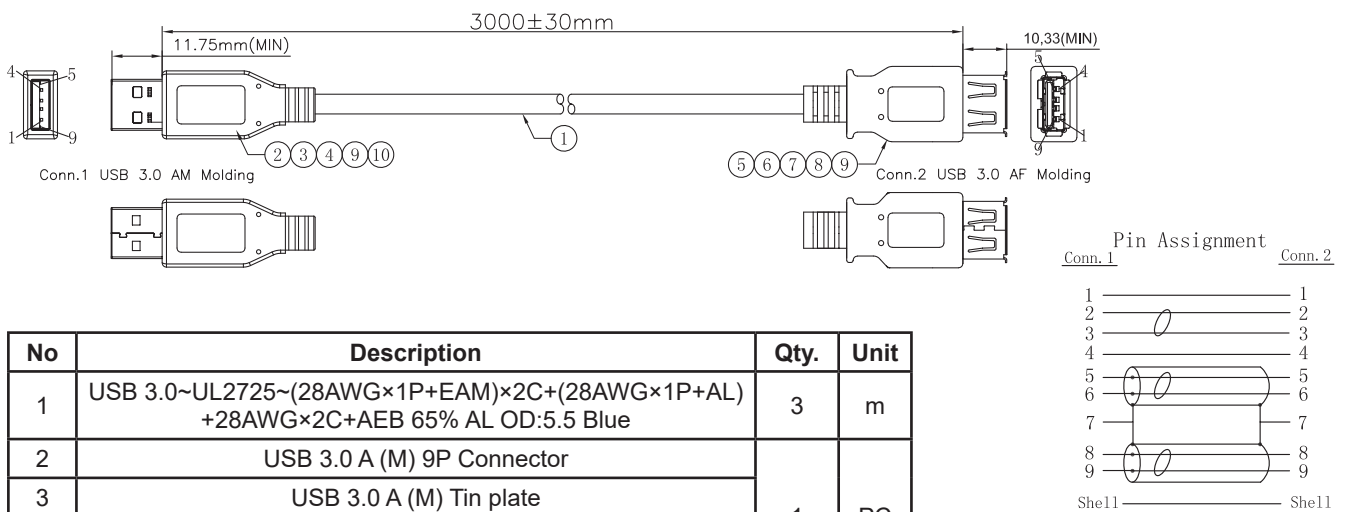 3000±30mm
11.75mm(MIN)
10,33(MIN)
4 5
1 9
5 4
9 1
2 3 4 9 10
1
5 6 7 8 9
Conn.1 USB 3.0 AM Molding
Conn.2 USB 3.0 AF Molding
Pin Assignment
Conn.1 Conn.2
1 1
2 2
3 3
4 4
5 5
6 6
7 7
8 8
9 9
Shell Shell
No Description Qty. Unit
1 USB 3.0~UL2725~(28AWG×1P+EAM)×2C+(28AWG×1P+AL)
+28AWG×2C+AEB 65% AL OD:5.5 Blue 3 m
2 USB 3.0 A (M) 9P Connector
3 USB 3.0 A (M) Tin plate